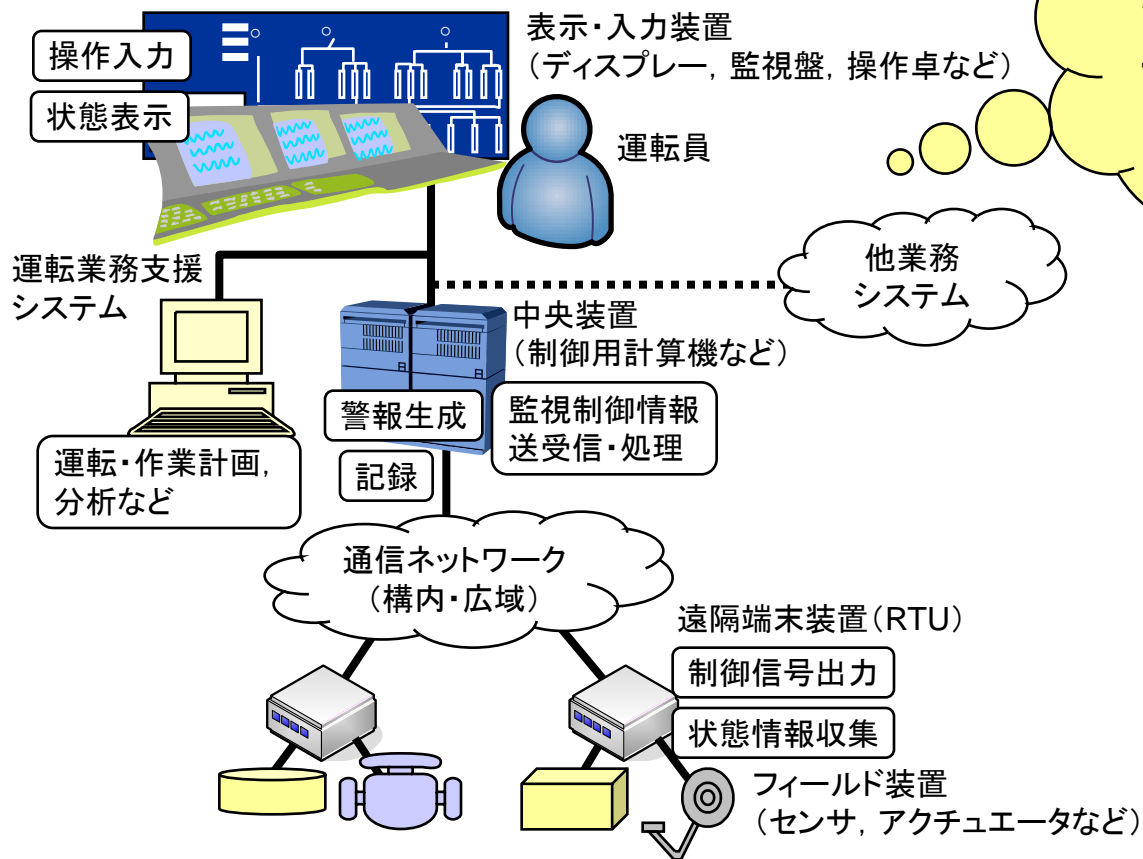 操作入力
状態表示
表示・入力装置
（ディスプレー，監視盤，操作卓など）
運転員
運転業務支援
システム
他業務
システム
中央装置
（制御用計算機など）
警報生成
監視制御情報
送受信・処理
運転・作業計画，
分析など
記録
通信ネットワーク
（構内・広域）
遠隔端末装置（RTU）
制御信号出力
状態情報収集
フィールド装置
（センサ，アクチュエータなど）